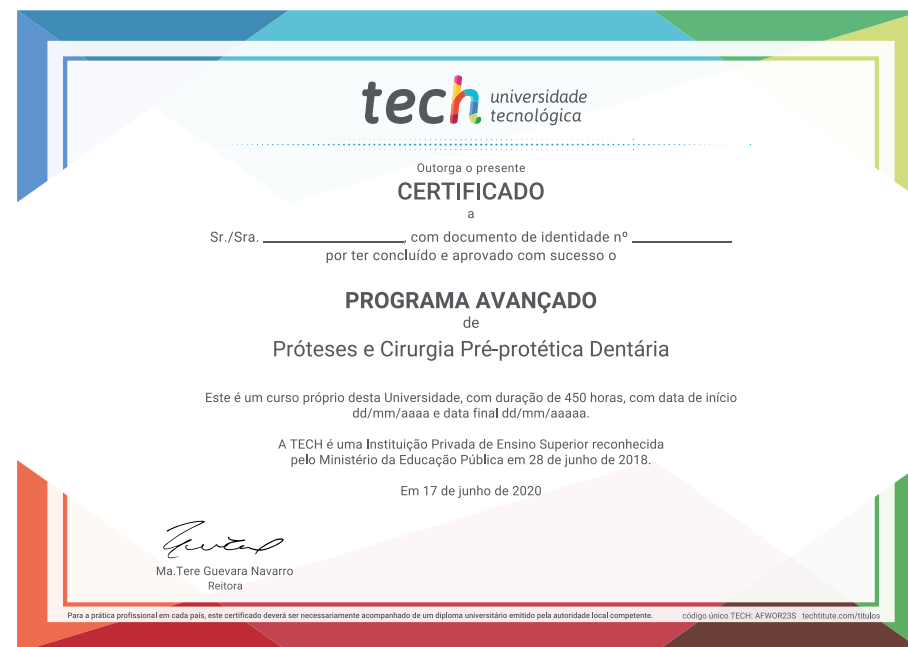 tech universidade
tecnológica
Outorga o presente
CERTIFICADO
a
Sr./Sra. ____________________, com documento de identidade nº ______________
por ter concluído e aprovado com sucesso o
PROGRAMA AVANÇADO
de
Próteses e Cirurgia Pré-protética Dentária
Este é um curso próprio desta Universidade, com duração de 450 horas, com data de início
dd/mm/aaaa e data final dd/mm/aaaaa.
A TECH é uma Instituição Privada de Ensino Superior reconhecida
pelo Ministério da Educação Pública em 28 de junho de 2018.
Em 17 de junho de 2020
Ma.Tere Guevara Navarro
Reitora
Para a prática profissional em cada país, este certificado deverá ser necessariamente acompanhado de um diploma universitário emitido pela autoridade local competente. código único TECH: AFWOR23S techtitute.com/titulos